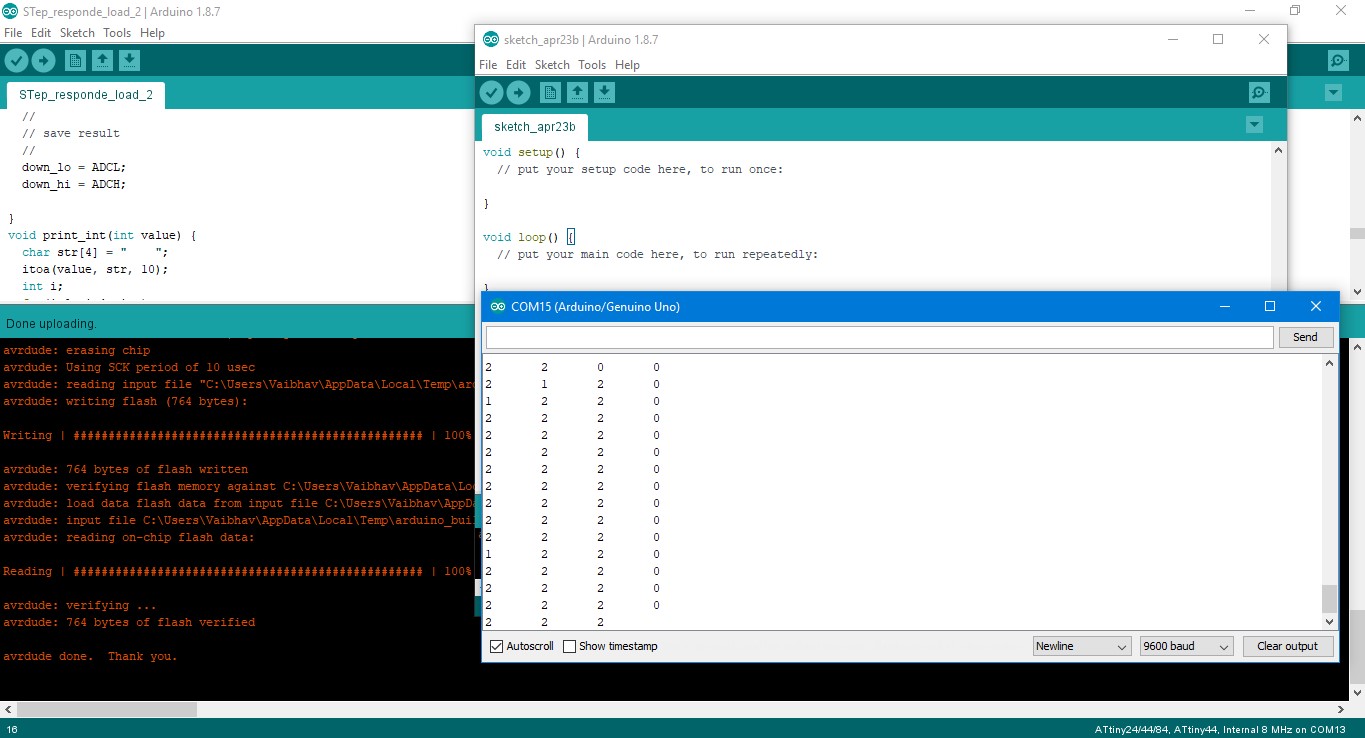 STep_responde_load_2 | Arduino 1.8.7
File Edit Sketch Tools Help
STep_responde_load_2
//
// save result
//
down_lo = ADCL;
down_hi = ADCH;
}
void print_int(int value) {
char str[4] = "    ";
itoa(value, str, 10);
int i;
Done uploading.
avrdude: erasing chip
avrdude: Using SCK period of 10 usec
avrdude: reading input file "C:\Users\Vaibhav\AppData\Local\Temp\ard
avrdude: writing flash (764 bytes):
Writing | ################################################## | 100%
avrdude: 764 bytes of flash written
avrdude: verifying flash memory against C:\Users\Vaibhav\AppData\Lo
avrdude: load data flash data from input file C:\Users\Vaibhav\AppD
avrdude: input file C:\Users\Vaibhav\AppData\Local\Temp\arduino_bui
avrdude: reading on-chip flash data:
Reading | ################################################## | 100%
avrdude: verifying ...
avrdude: 764 bytes of flash verified
avrdude done.  Thank you.
16
ATtiny24/44/84, ATtiny44, Internal 8 MHz on COM13
sketch_apr23b | Arduino 1.8.7
File Edit Sketch Tools Help
sketch_apr23b
void setup() {
// put your setup code here, to run once:
}
void loop() {
// put your main code here, to run repeatedly:
}
COM15 (Arduino/Genuino Uno)
Send
2 2 0 0
2 1 2 0
1 2 2 0
2 2 2 0
2 2 2 0
2 2 2 0
2 2 2 0
2 2 2 0
2 2 2 0
2 2 2 0
2 2 2 0
1 2 2 0
2 2 2 0
2 2 2 0
2 2 2 0
2 2 2
Autoscroll Show timestamp Newline 9600 baud Clear output